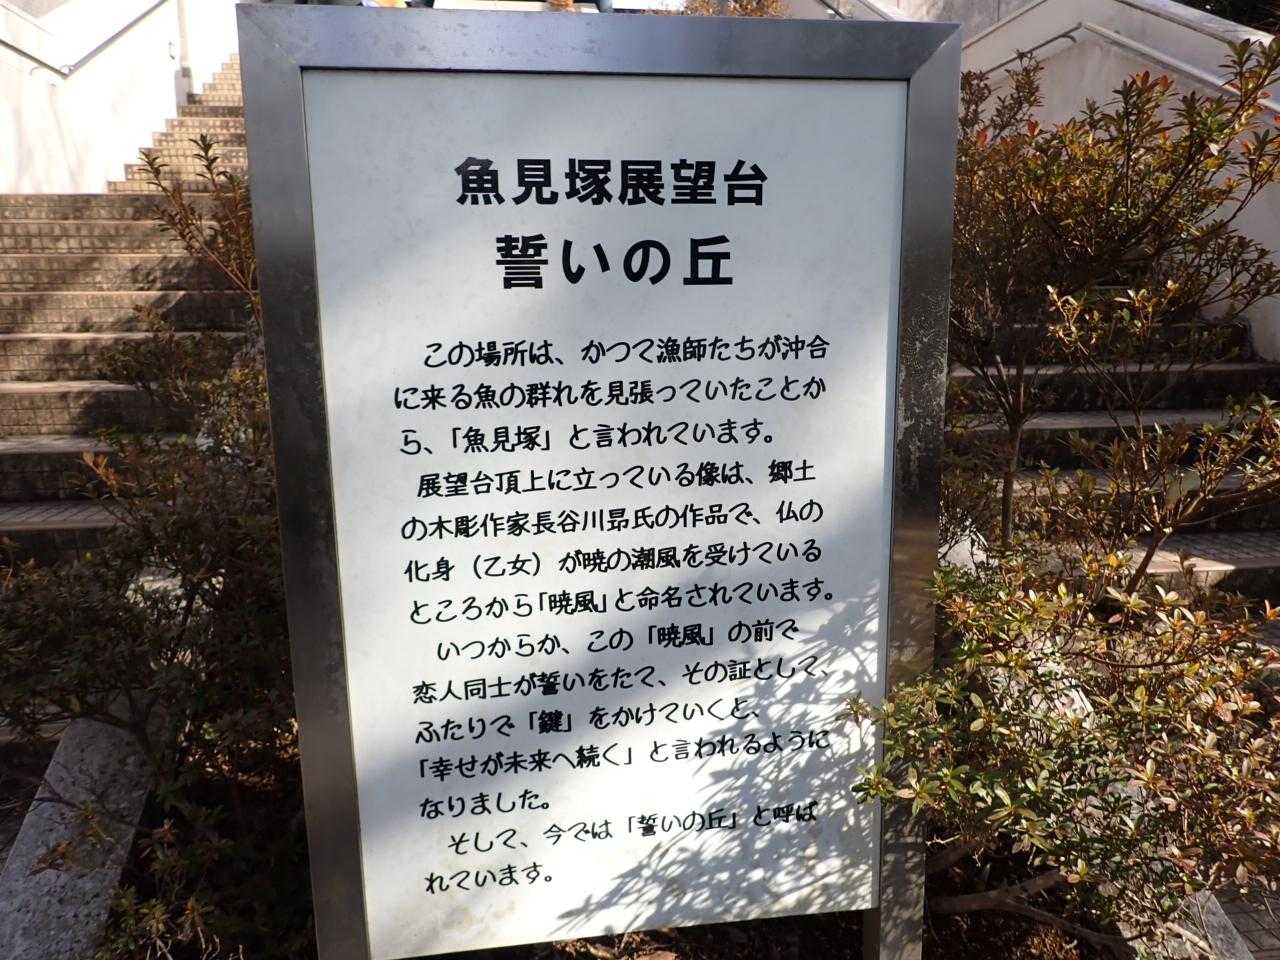 魚見塚展望台
誓いの丘
この場所は、かつて漁師たちが沖合
に来る魚の群れを見張っていたことか
ら、「魚見塚」と言われています。
展望台頂上に立っている像は、郷土
の木彫作家長谷川昂氏の作品で、仏の
化身(乙女)が暁の潮風を受けている
ところから「暁風」と命名されています。
いつからか、この「暁風」の前で
恋人同士が誓いをたて、その証として、
ふたりで「鍵」をかけていくと、
「幸せが未来へ続く」と言われるように
なりました。
そして、今では「誓いの丘」と呼ば
れています。